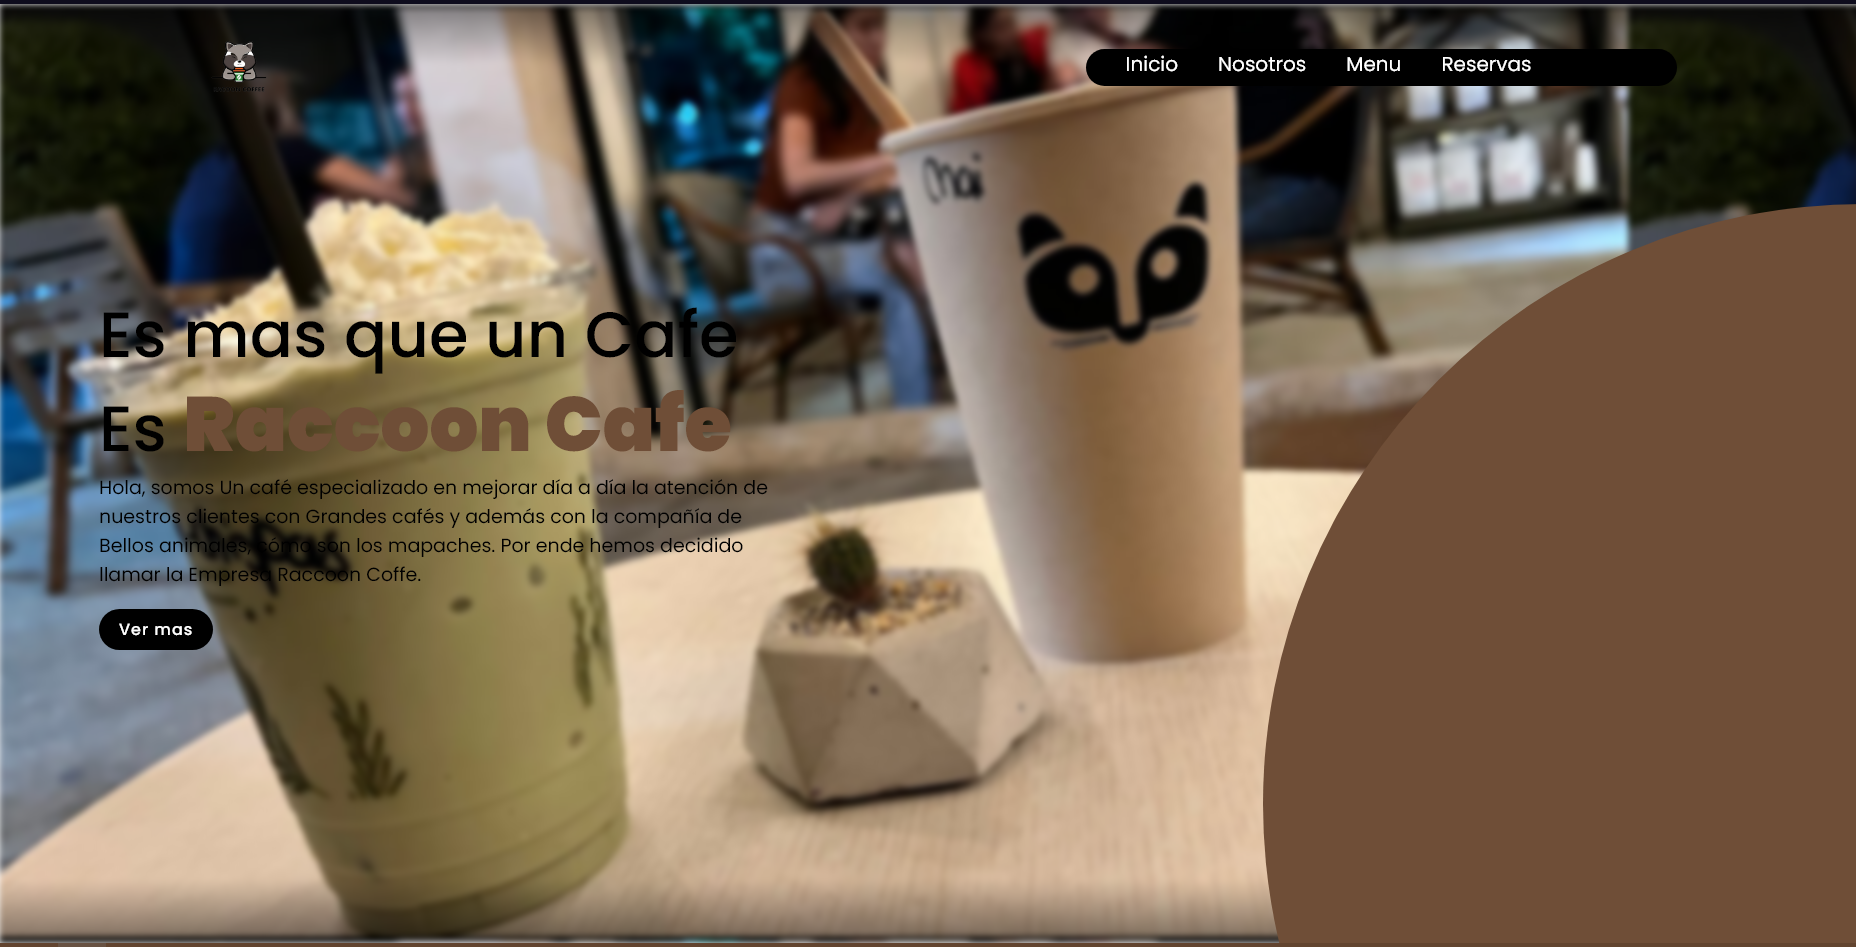 Inicio Nosotros Menu Reservas
Chai
Es mas que un Cafe
Es Raccoon Cafe
Hola, somos Un café especializado en mejorar día a día la atención de
nuestros clientes con Grandes cafés y además con la compañía de
Bellos animales, cómo son los mapaches. Por ende hemos decidido
llamar la Empresa Raccoon Coffe.
Ver mas